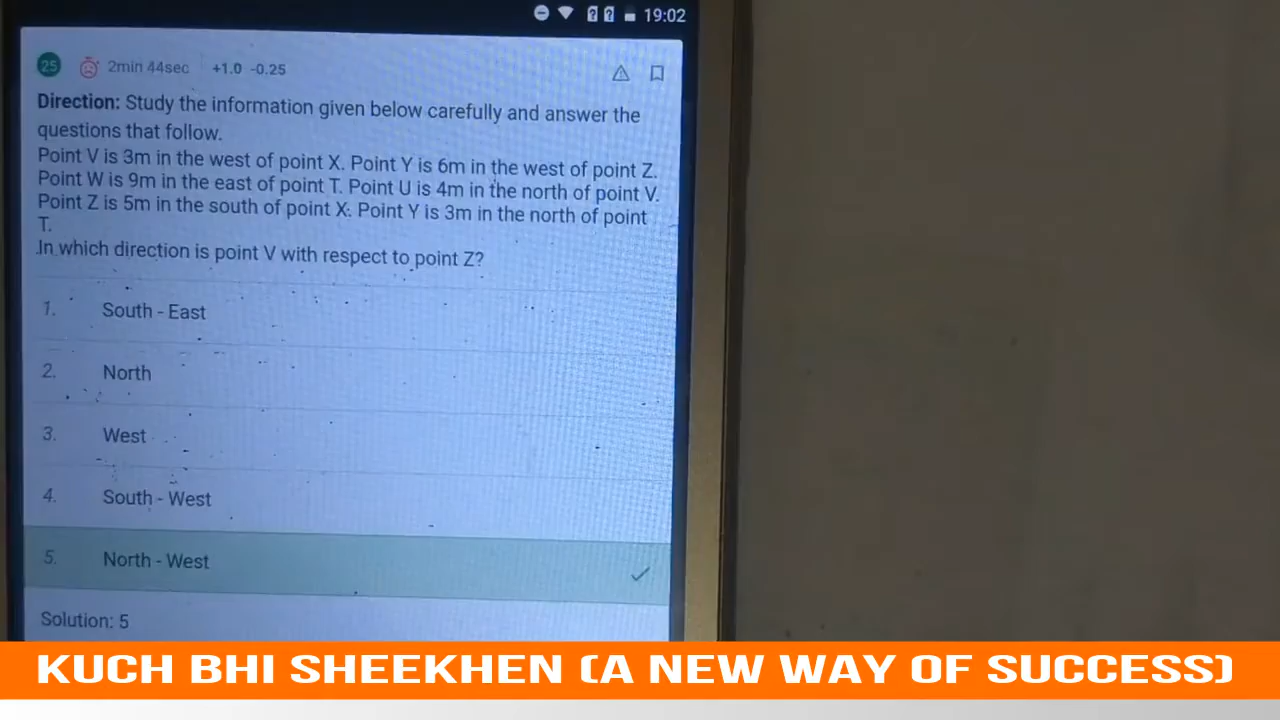 19:02
25 2min 44sec +1.0 -0.25
Direction: Study the information given below carefully and answer the
questions that follow.
Point V is 3m in the west of point X. Point Y is 6m in the west of point Z.
Point W is 9m in the east of point T. Point U is 4m in the north of point V.
Point Z is 5m in the south of point X. Point Y is 3m in the north of point
T.
In which direction is point V with respect to point Z?
1. South - East
2. North
3. West
4. South - West
5. North - West
Solution: 5
KUCH BHI SHEEKHEN (A NEW WAY OF SUCCESS)